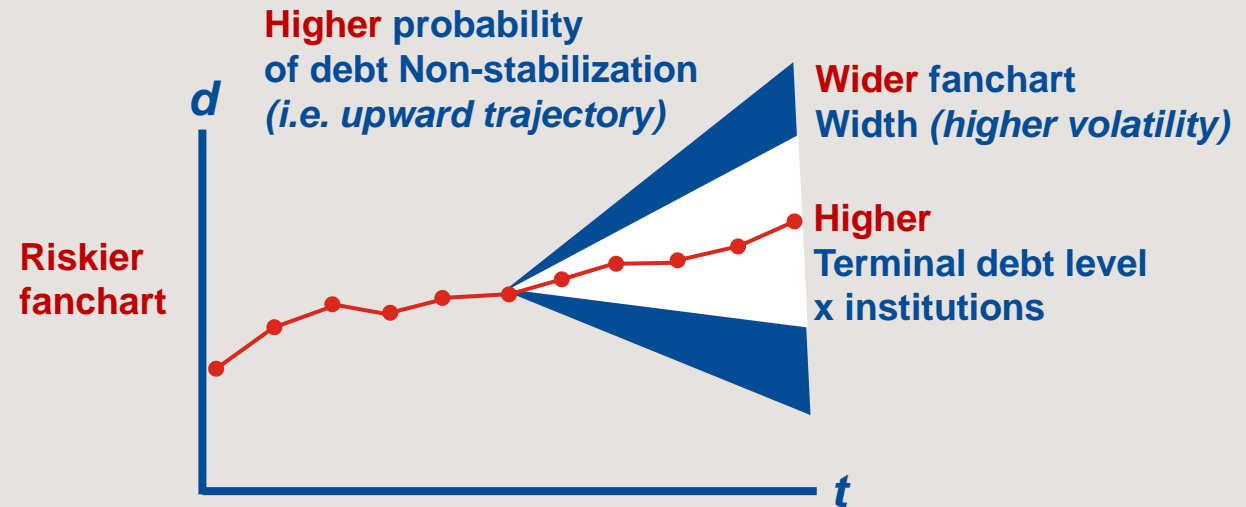 Higher probability
of debt Non-stabilization
(i.e. upward trajectory)
d
Wider fanchart
Width (higher volatility)
Riskier
fanchart
Higher
Terminal debt level
x institutions
t